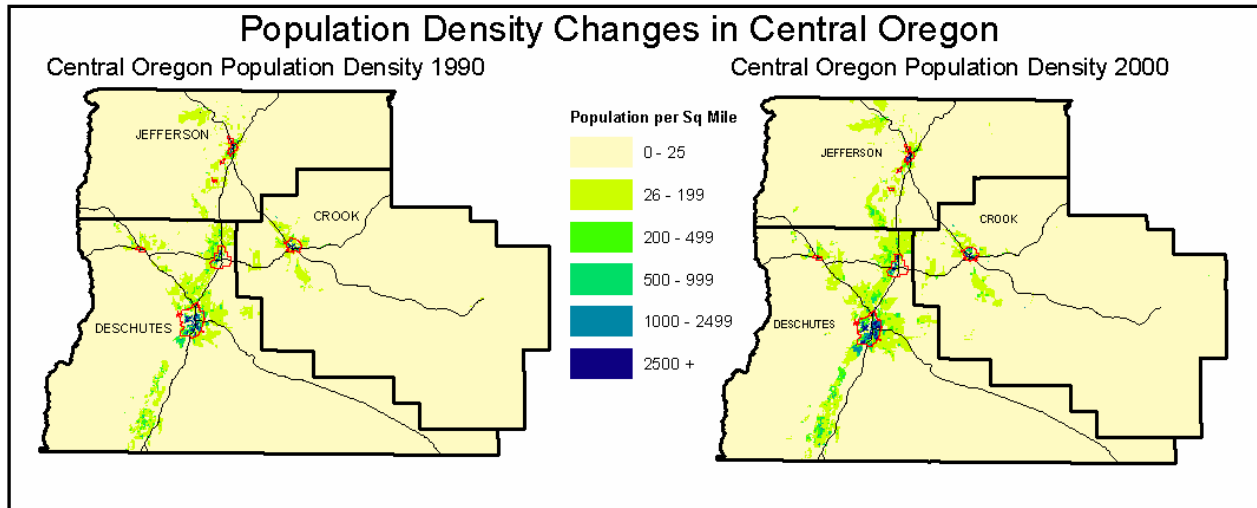 Population Density Changes in Central Oregon
Central Oregon Population Density 1990
Central Oregon Population Density 2000
JEFFERSON
CROOK
DESCHUTES
Population per Sq Mile
0 - 25
26 - 199
200 - 499
500 - 999
1000 - 2499
2500 +
JEFFERSON
CROOK
DESCHUTES